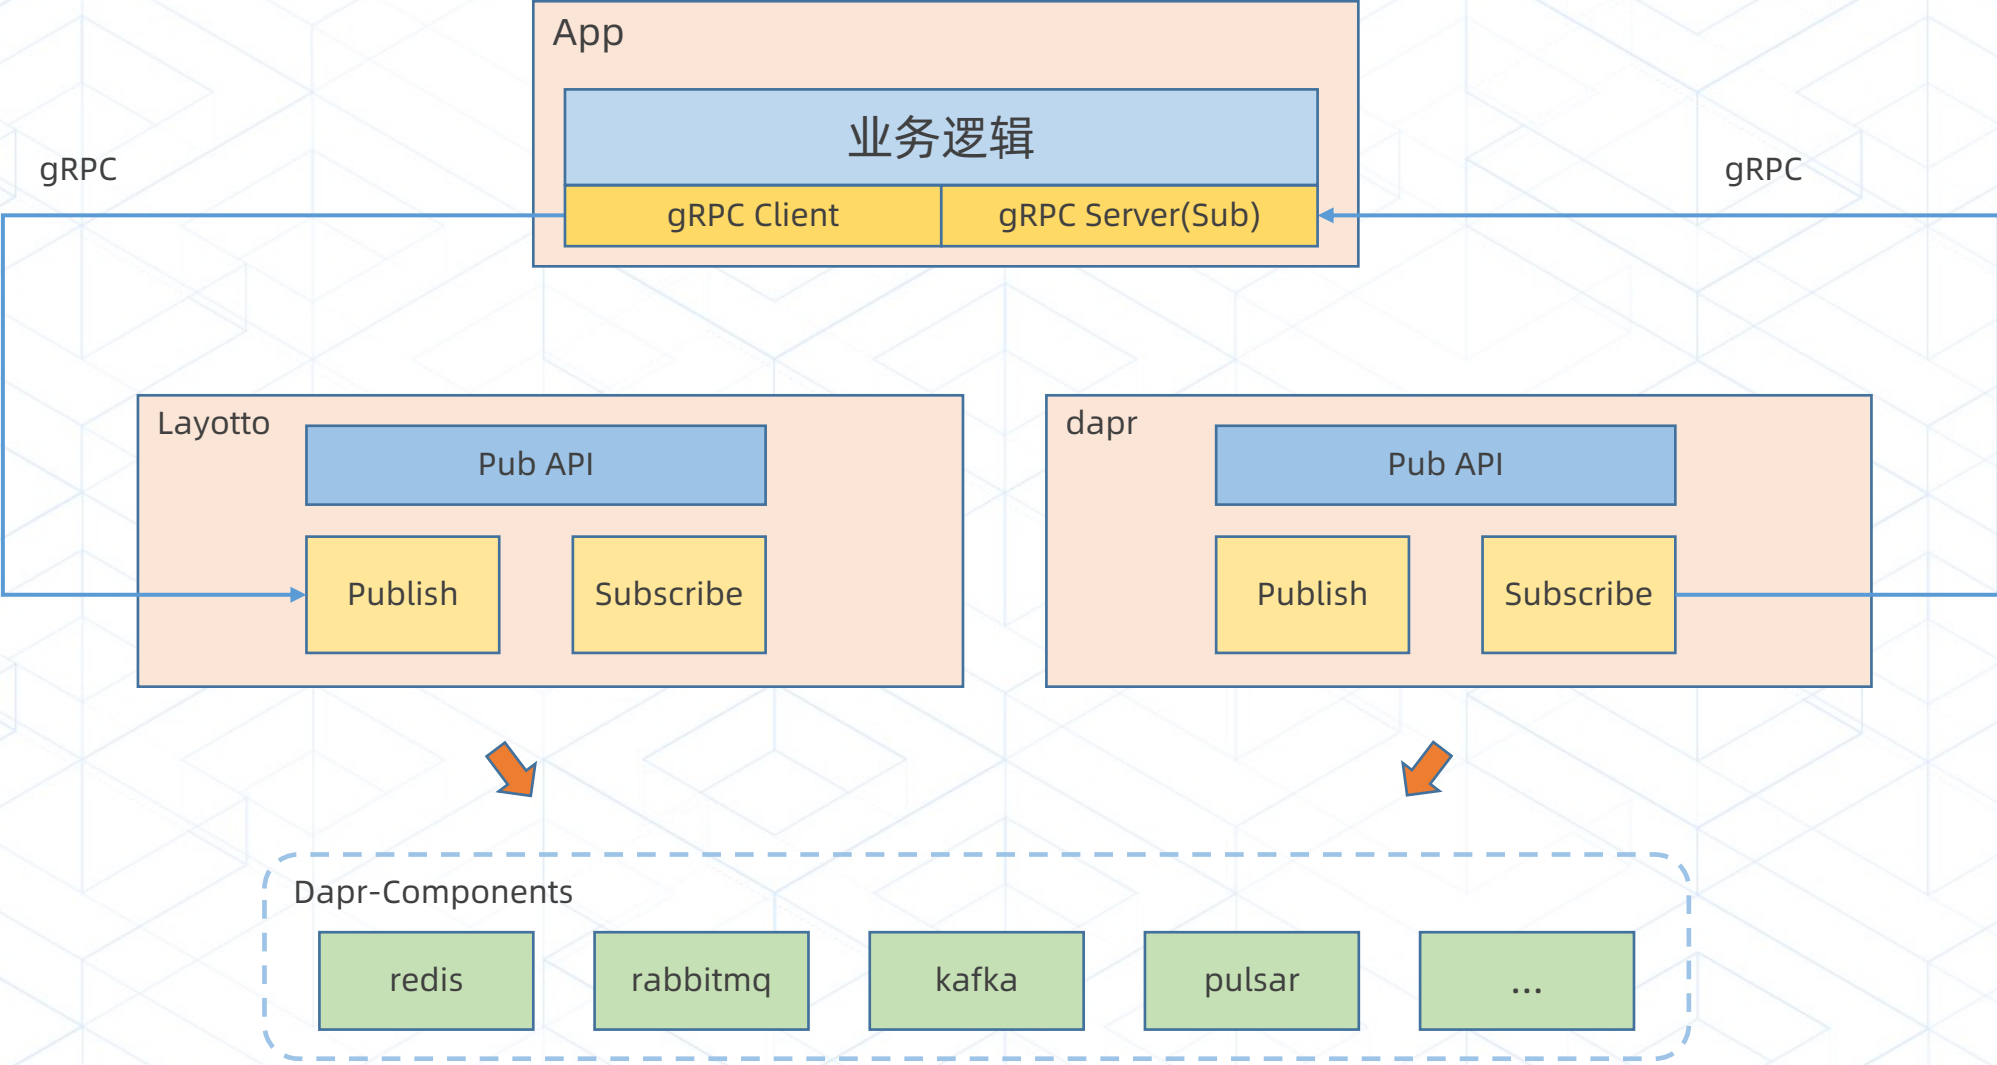 App
业务逻辑
gRPC
gRPC
gRPC Client
gRPC Server(Sub)
Layotto
Pub API
Publish
Subscribe
dapr
Pub API
Publish
Subscribe
Dapr-Components
redis
rabbitmq
kafka
pulsar
...